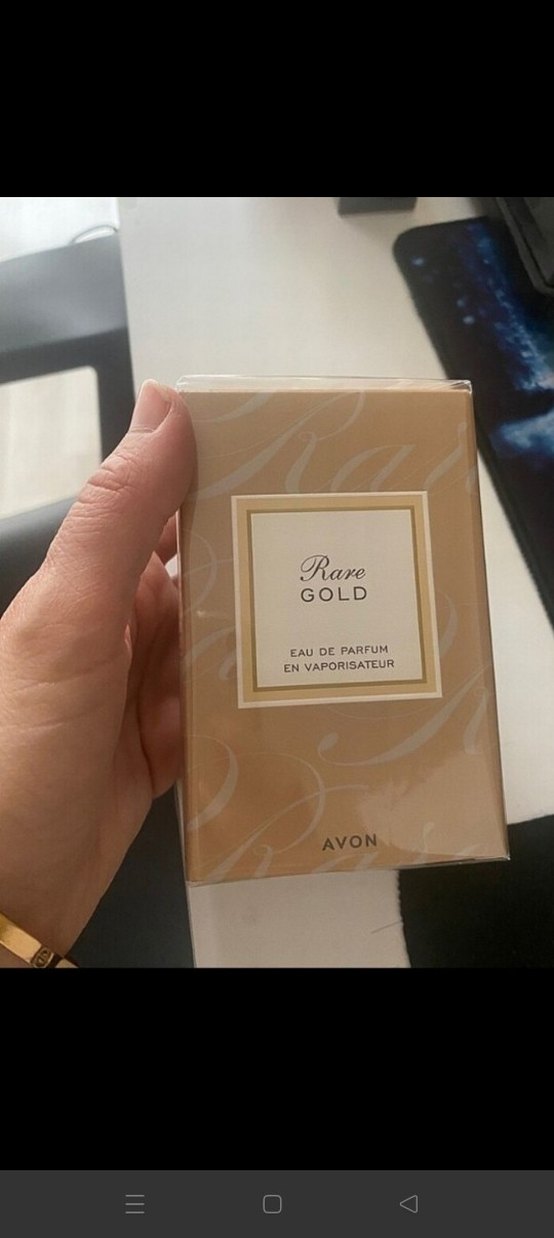 Rare
GOLD
EAU DE PARFUM
EN VAPORISATEUR
AVON